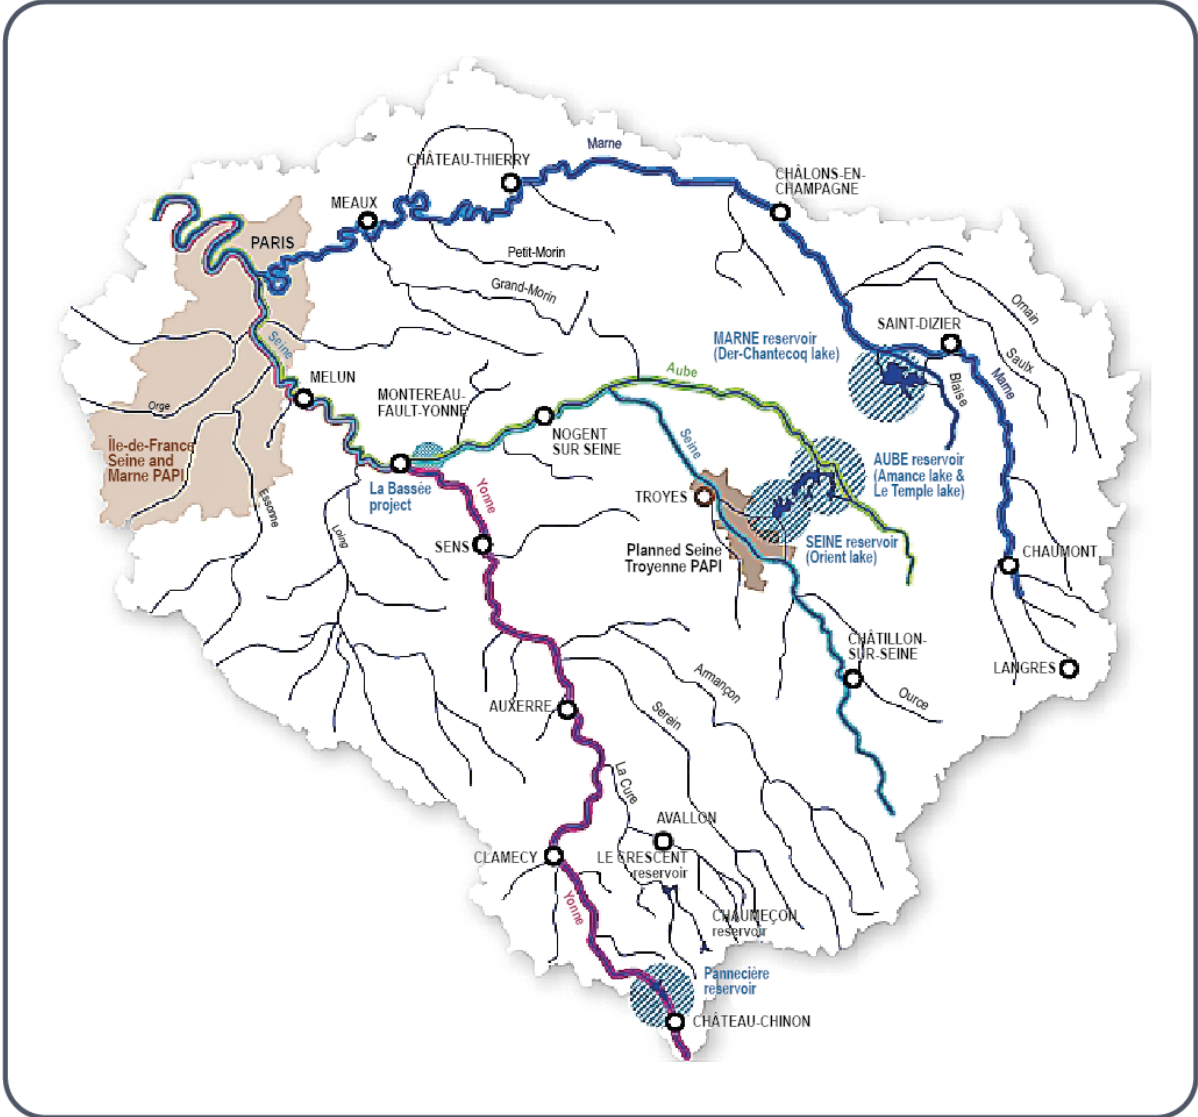 Marne
CHÂTEAU-THIERRY
CHÂLONS-EN-
CHAMPAGNE
MEAUX
PARIS
Petit-Morin
Grand-Morin
Ornain
SAINT-DIZIER
MARNE reservoir
(Der-Chantecoq lake)
Saulx
Seine
Marne
Blaise
Aube
MELUN
MONTEREAU-
FAULT-YONNE
Orge
NOGENT
SUR SEINE
Seine
Île-de-France
Seine and
Marne PAPI
AUBE reservoir
(Amance lake &
Le Temple lake)
La Bassée
project
Yonne
TROYES
Essonne
Loing
SENS
SEINE reservoir
(Orient lake)
Planned Seine
Troyenne PAPI
CHAUMONT
CHÂTILLON-
SUR-SEINE
LANGRES
Armançon
Ource
AUXERRE
Serein
La Cure
AVALLON
CLAMECY
LE CRESCENT
reservoir
Yonne
CHAUMEÇON
reservoir
Pannecière
reservoir
CHÂTEAU-CHINON